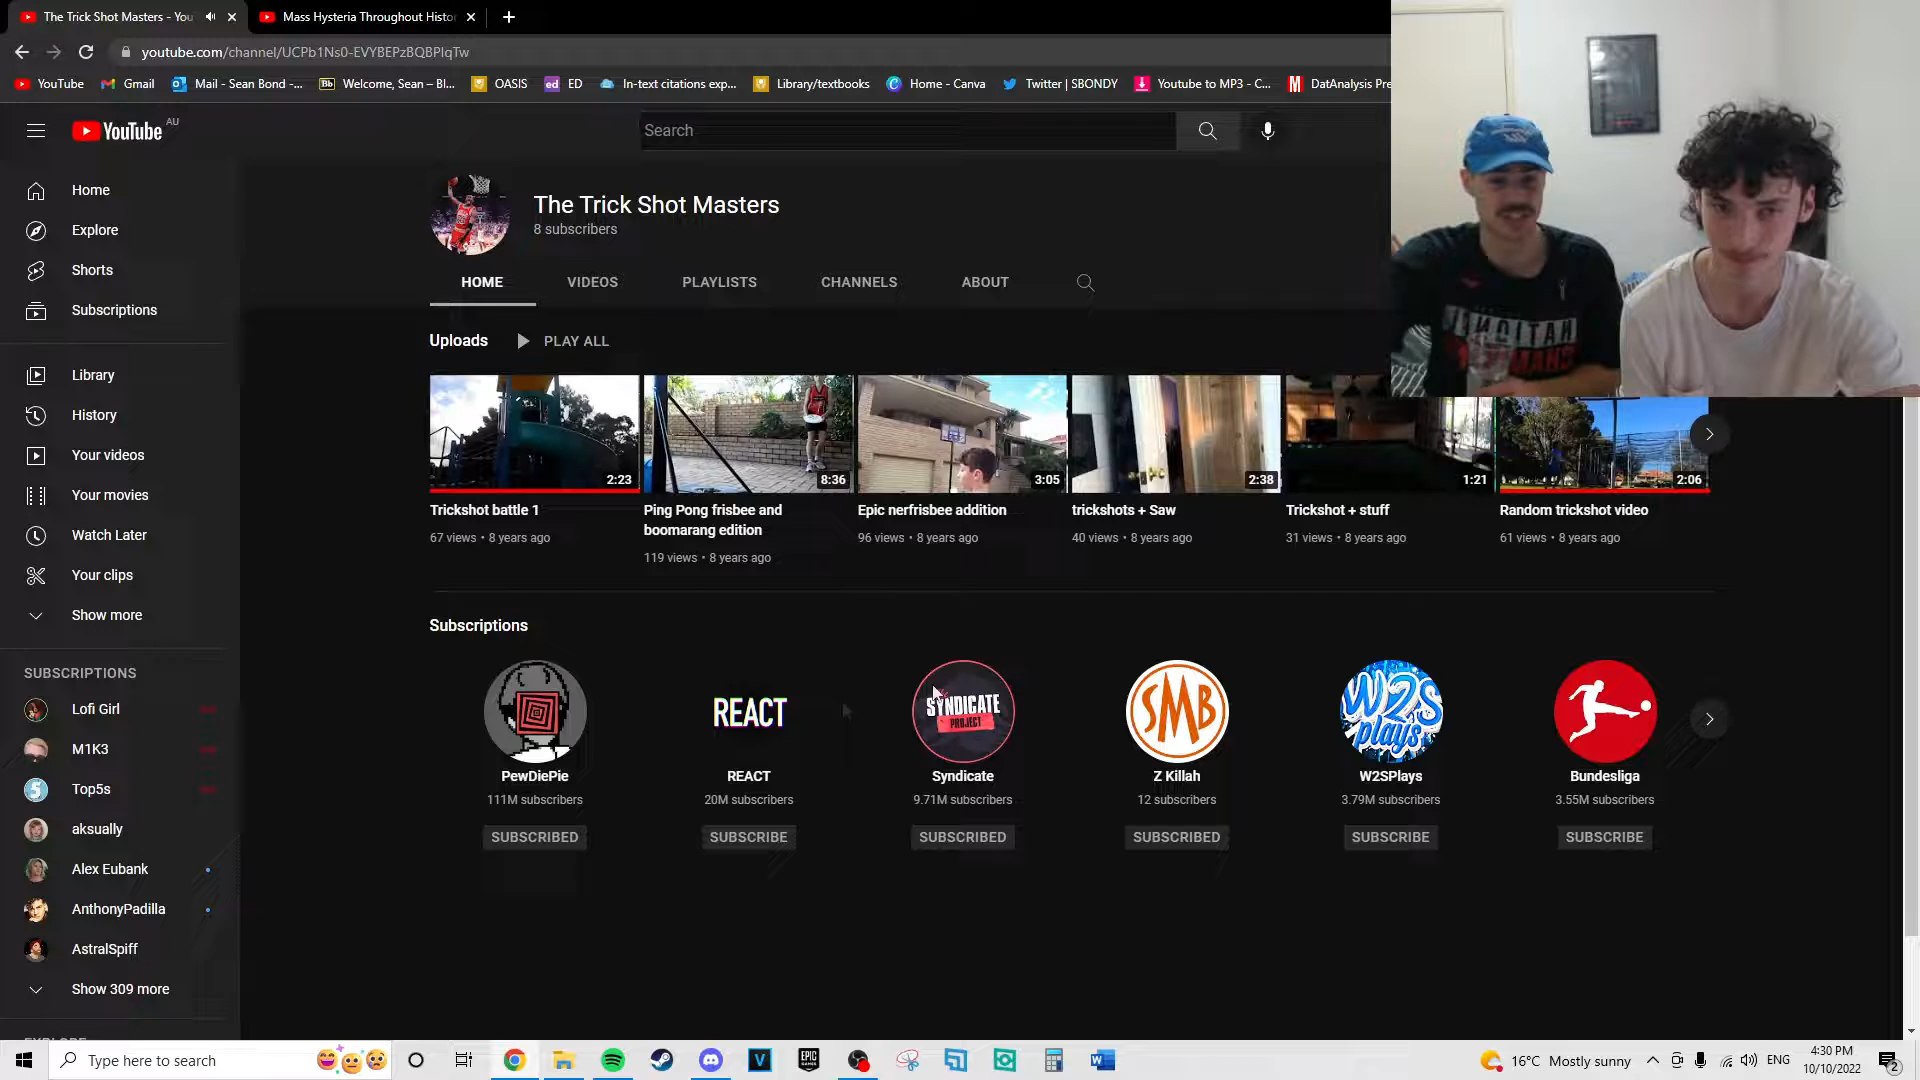 The Trick Shot Masters - You
Mass Hysteria Throughout Histo
youtube.com/channel/UCPb1Ns0-EVYBEPzBQBPlqTw
YouTube
Gmail
Mail - Sean Bond -...
Bb
Welcome, Sean – Bl...
OASIS
ed
ED
In-text citations exp...
Library/textbooks
Home - Canva
Twitter | SBONDY
Youtube to MP3 - C...
M
DatAnalysis Pre
YouTube AU
Search
Home
Explore
Shorts
Subscriptions
Library
History
Your videos
Your movies
Watch Later
Your clips
Show more
SUBSCRIPTIONS
Lofi Girl
M1K3
Top5s
aksually
Alex Eubank
AnthonyPadilla
AstralSpiff
Show 309 more
The Trick Shot Masters
8 subscribers
HOME
VIDEOS
PLAYLISTS
CHANNELS
ABOUT
Uploads
PLAY ALL
2:23
8:36
3:05
2:38
1:21
2:06
Trickshot battle 1
67 views • 8 years ago
Ping Pong frisbee and
boomarang edition
119 views • 8 years ago
Epic nerfrisbee addition
96 views • 8 years ago
trickshots + Saw
40 views • 8 years ago
Trickshot + stuff
31 views • 8 years ago
Random trickshot video
61 views • 8 years ago
Subscriptions
REACT
SYNDICATE
PROJECT
SMB
W2S
plays
PewDiePie
111M subscribers
SUBSCRIBED
REACT
20M subscribers
SUBSCRIBE
Syndicate
9.71M subscribers
SUBSCRIBED
Z Killah
12 subscribers
SUBSCRIBED
W2SPlays
3.79M subscribers
SUBSCRIBE
Bundesliga
3.55M subscribers
SUBSCRIBE
Type here to search
16°C Mostly sunny
ENG
4:30 PM
10/10/2022
2